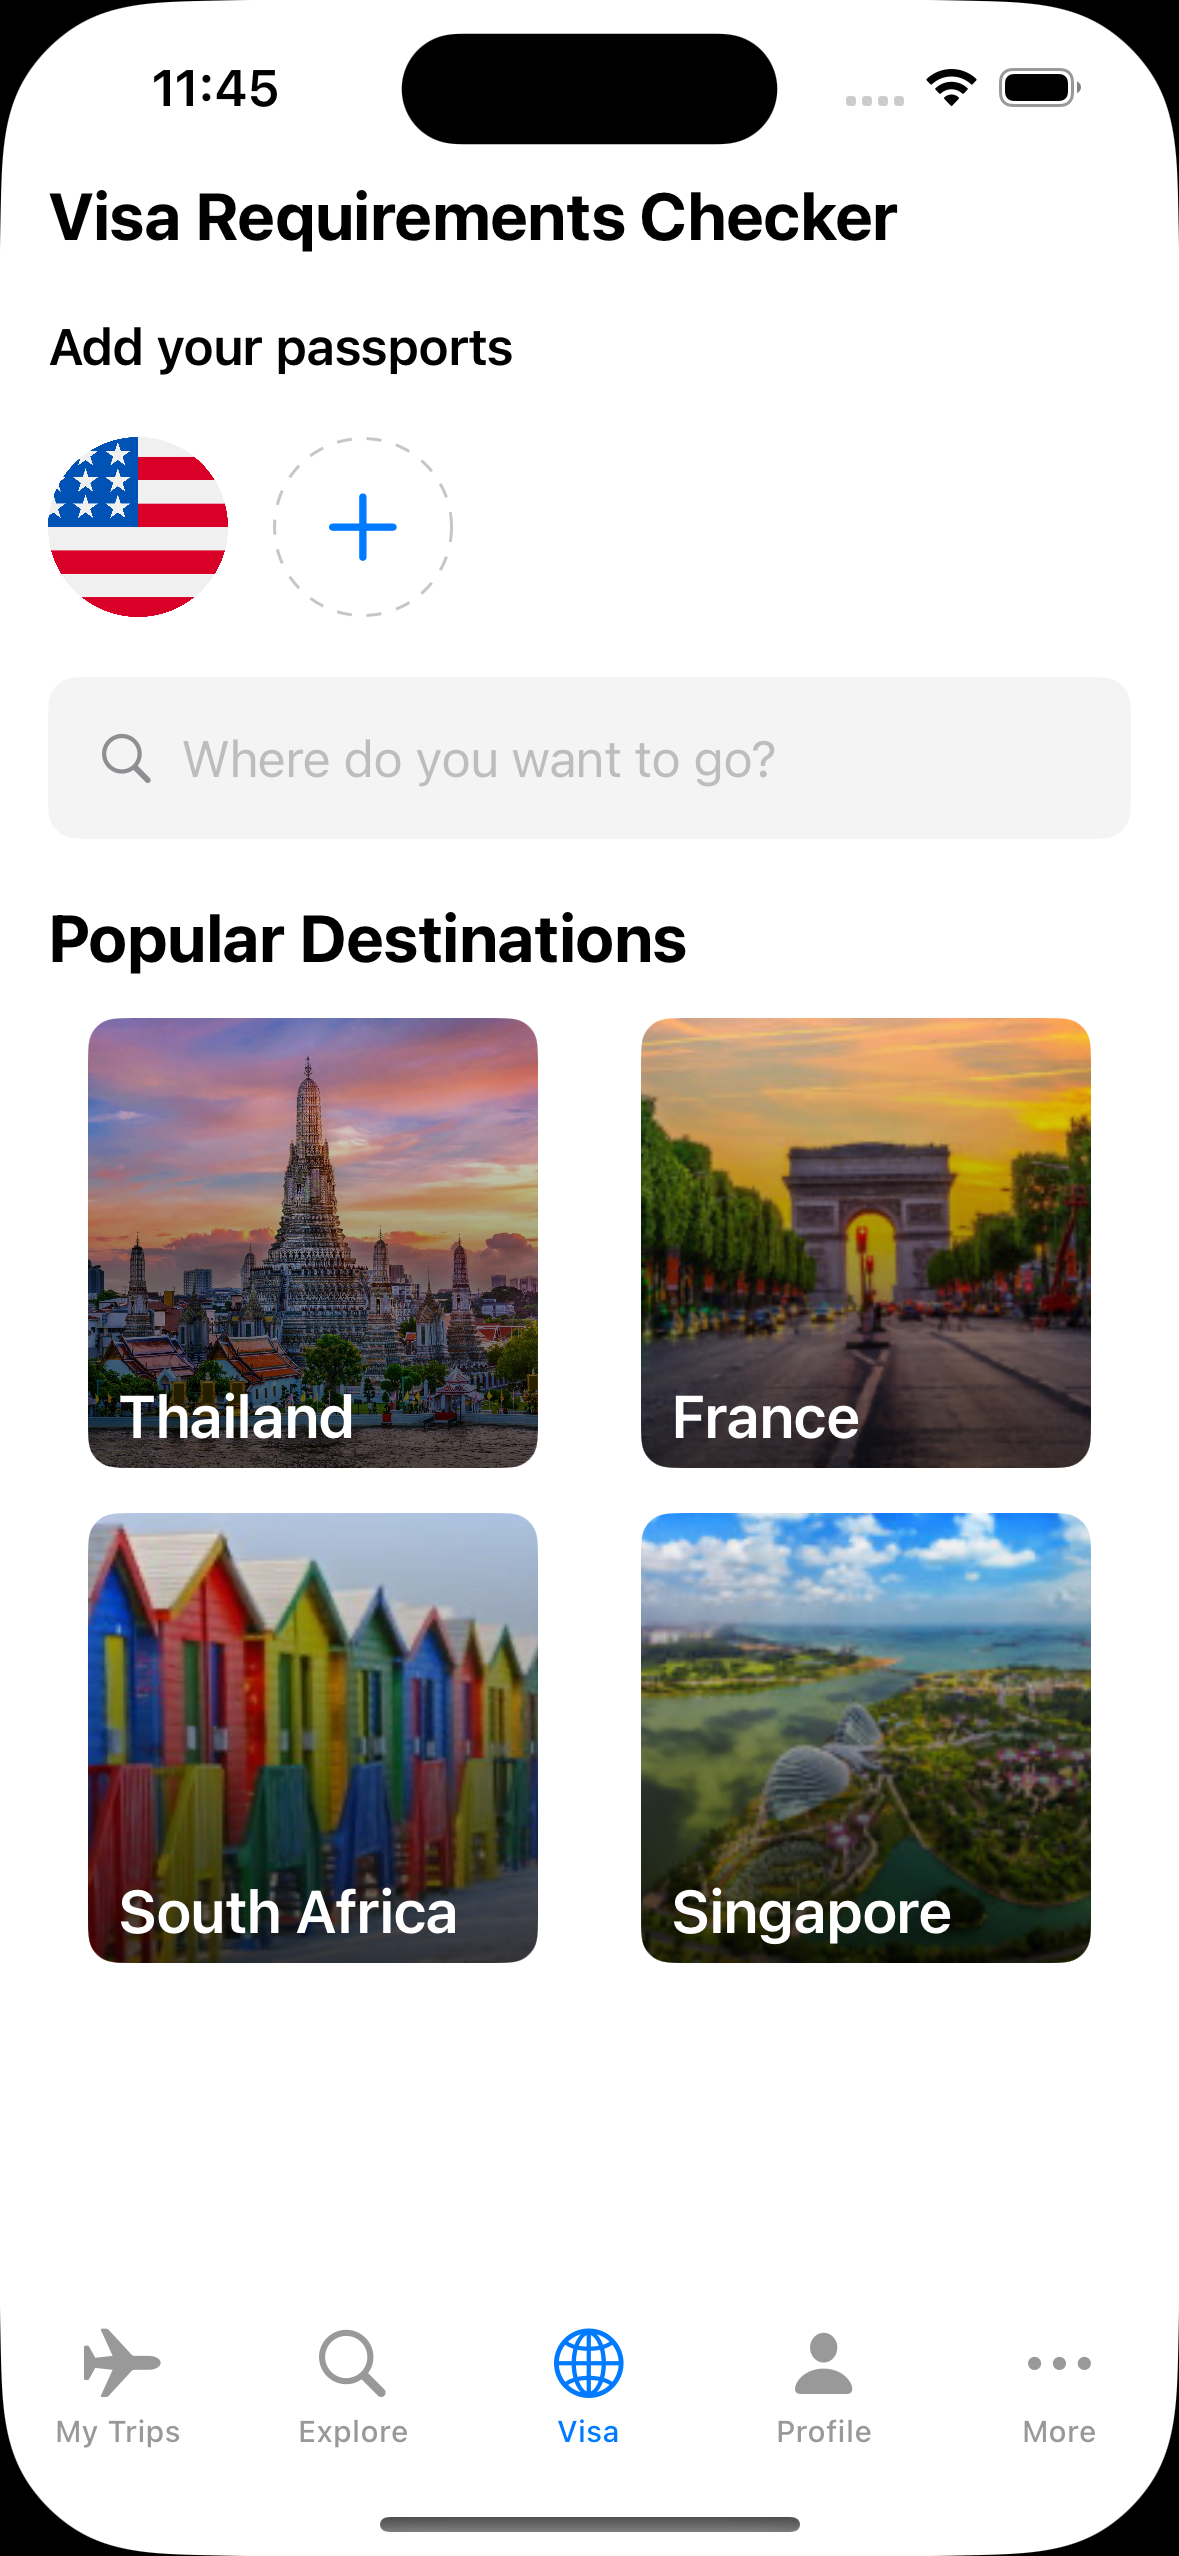 11:45
Visa Requirements Checker
Add your passports
Where do you want to go?
Popular Destinations
Thailand
France
South Africa
Singapore
My Trips
Explore
Visa
Profile
More